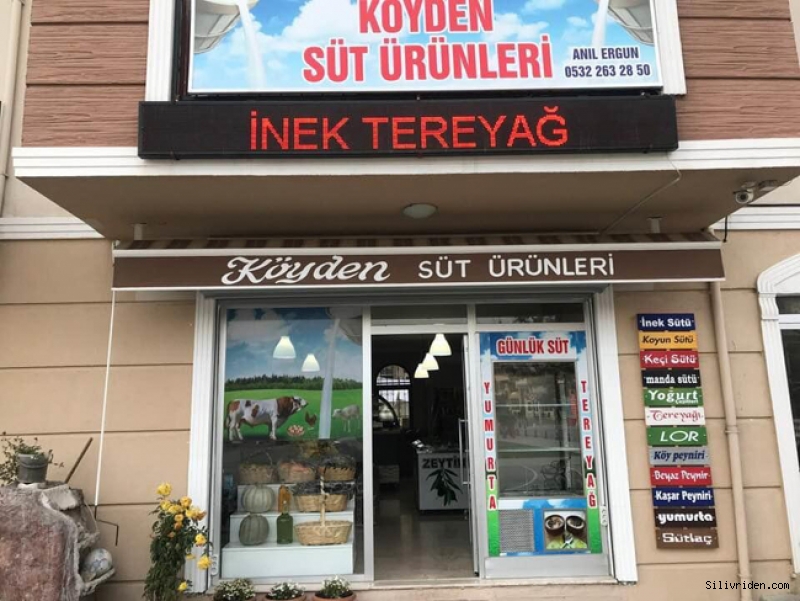 KÖYDEN
SÜT ÜRÜNLERİ
ANIL ERGUN
0532 263 28 50
İNEK TEREYAĞ
Köyden SÜT ÜRÜNLERİ
GÜNLÜK SÜT
YUMURTA
TEREYAĞ
ZEYTİN
İnek Sütü
Koyun Sütü
Keçi Sütü
manda sütü
Yoğurt
Tereyağı
LOR
Köy peyniri
Beyaz Peynir
Kaşar Peyniri
yumurta
Sütlaç
Silivriden.com